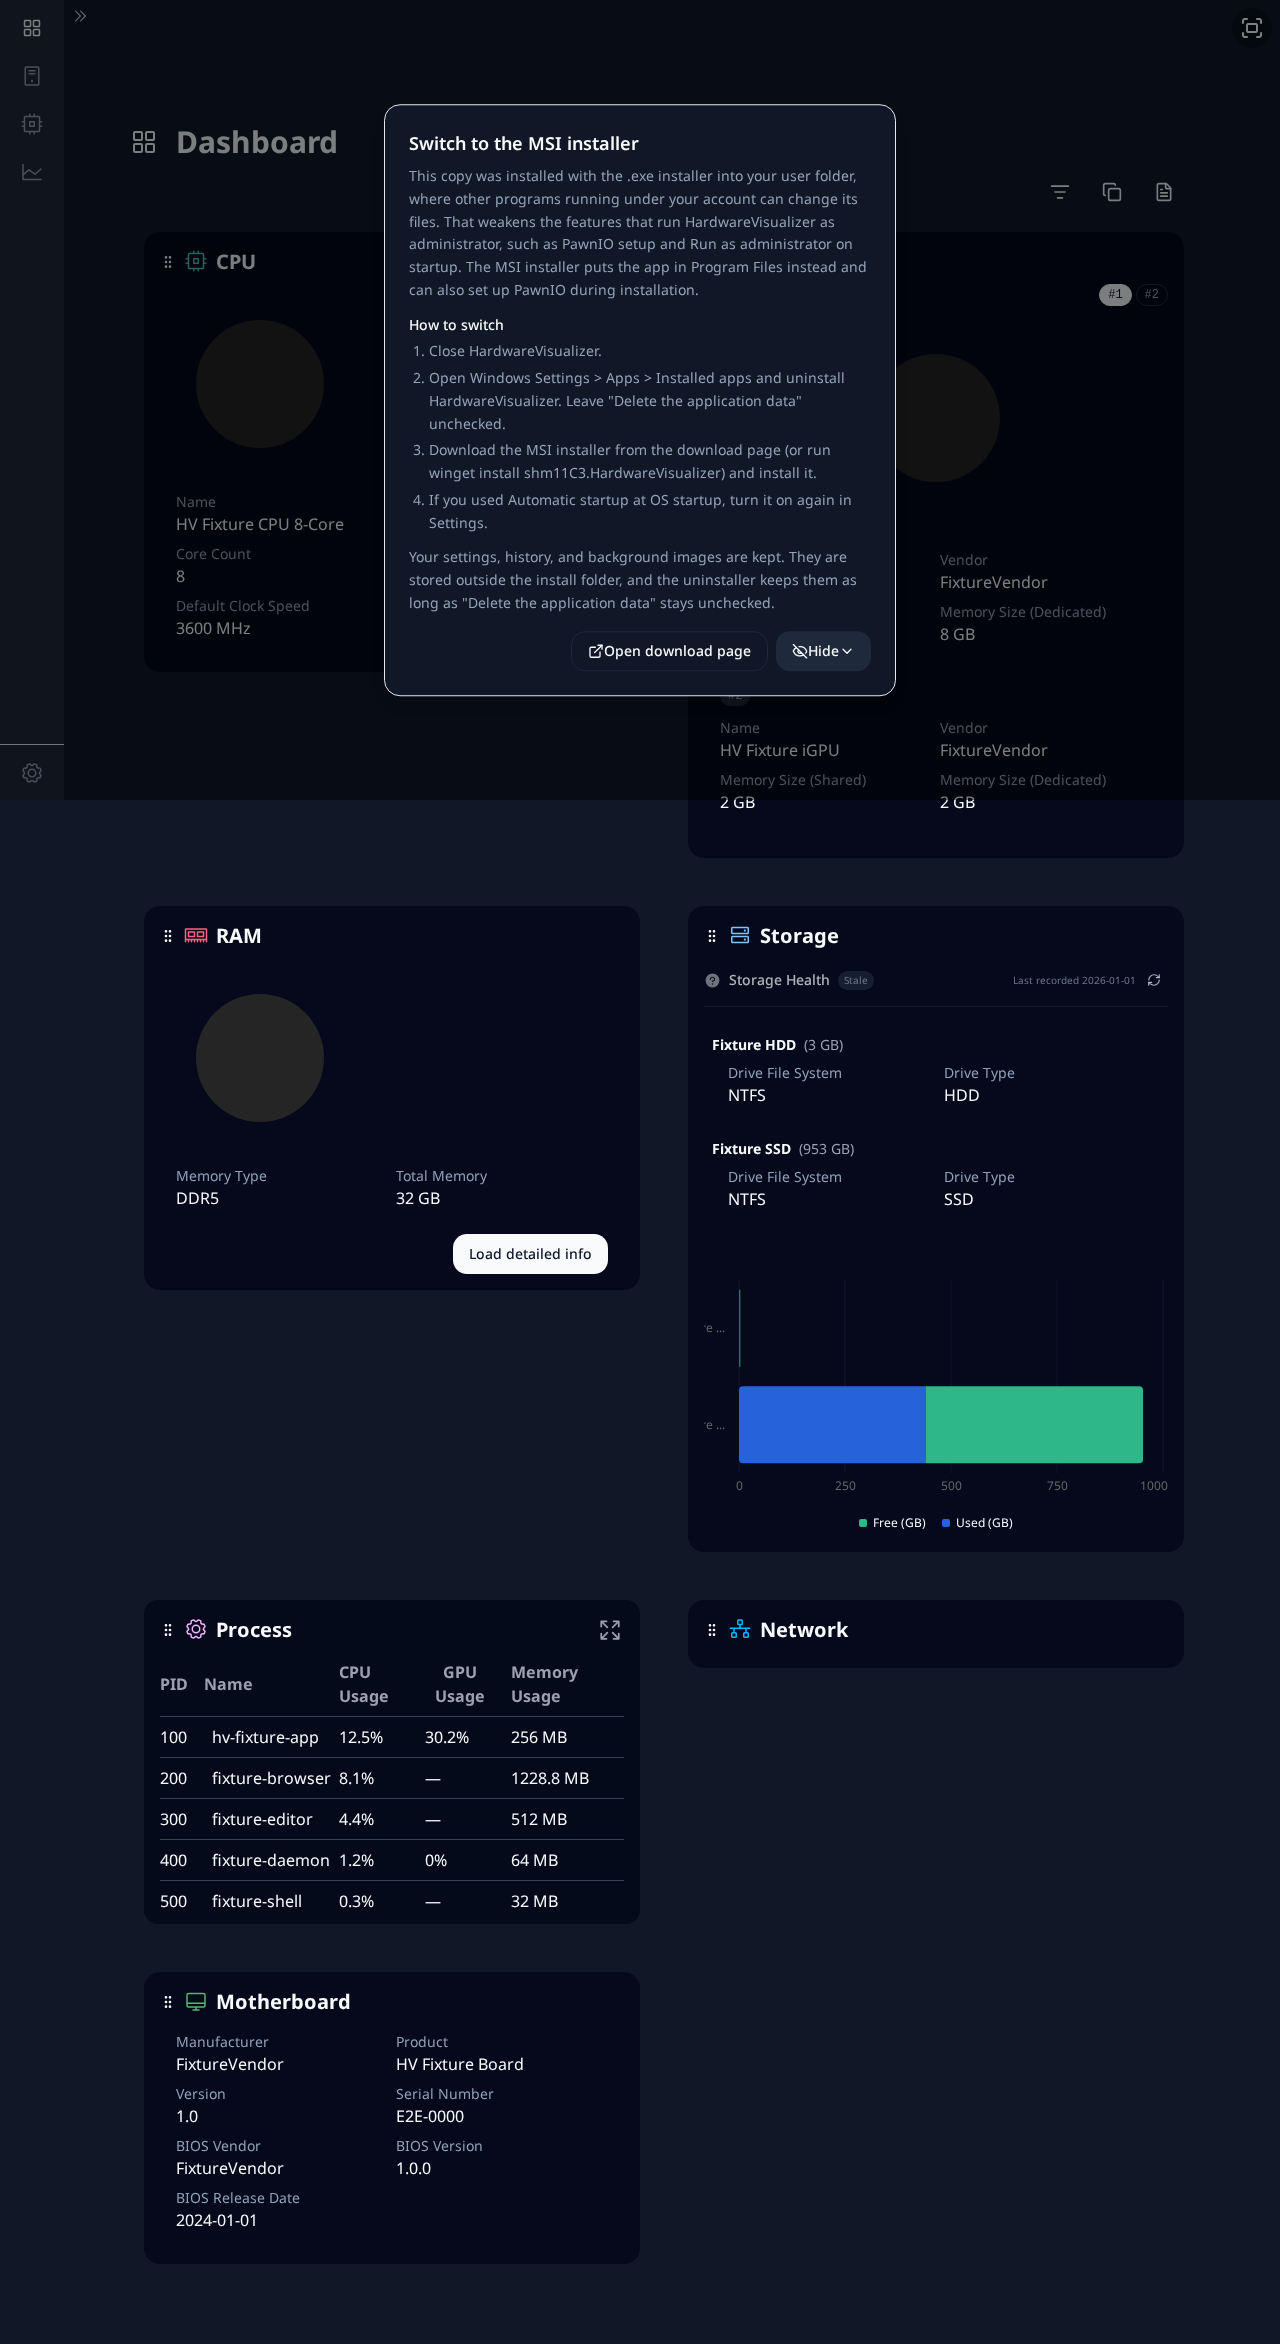 Dashboard
Switch to the MSI installer
This copy was installed with the .exe installer into your user folder,
where other programs running under your account can change its
files. That weakens the features that run HardwareVisualizer as
administrator, such as PawnIO setup and Run as administrator on
startup. The MSI installer puts the app in Program Files instead and
can also set up PawnIO during installation.
How to switch
1. Close HardwareVisualizer.
2. Open Windows Settings > Apps > Installed apps and uninstall
HardwareVisualizer. Leave "Delete the application data"
unchecked.
3. Download the MSI installer from the download page (or run
winget install shm11C3.HardwareVisualizer) and install it.
4. If you used Automatic startup at OS startup, turn it on again in
Settings.
Your settings, history, and background images are kept. They are
stored outside the install folder, and the uninstaller keeps them as
long as "Delete the application data" stays unchecked.
Open download page
Hide
CPU
Name
HV Fixture CPU 8-Core
Core Count
8
Default Clock Speed
3600 MHz
#1 #2
Vendor
FixtureVendor
Memory Size (Dedicated)
8 GB
#2
Name Vendor
HV Fixture iGPU FixtureVendor
Memory Size (Shared) Memory Size (Dedicated)
2 GB 2 GB
RAM
Memory Type Total Memory
DDR5 32 GB
Load detailed info
Storage
Storage Health Stale Last recorded 2026-01-01
Fixture HDD (3 GB)
Drive File System Drive Type
NTFS HDD
Fixture SSD (953 GB)
Drive File System Drive Type
NTFS SSD
re ...
re ...
0 250 500 750 1000
Free (GB) Used (GB)
Process
PID Name CPU Usage GPU Usage Memory Usage
100 hv-fixture-app 12.5% 30.2% 256 MB
200 fixture-browser 8.1% — 1228.8 MB
300 fixture-editor 4.4% — 512 MB
400 fixture-daemon 1.2% 0% 64 MB
500 fixture-shell 0.3% — 32 MB
Network
Motherboard
Manufacturer Product
FixtureVendor HV Fixture Board
Version Serial Number
1.0 E2E-0000
BIOS Vendor BIOS Version
FixtureVendor 1.0.0
BIOS Release Date
2024-01-01